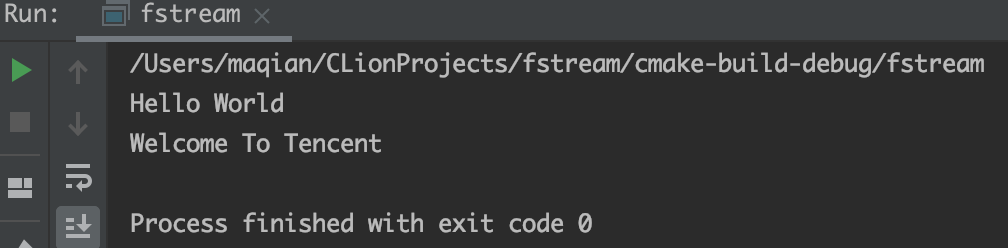 Run: fstream
/Users/maqian/CLionProjects/fstream/cmake-build-debug/fstream
Hello World
Welcome To Tencent
Process finished with exit code 0